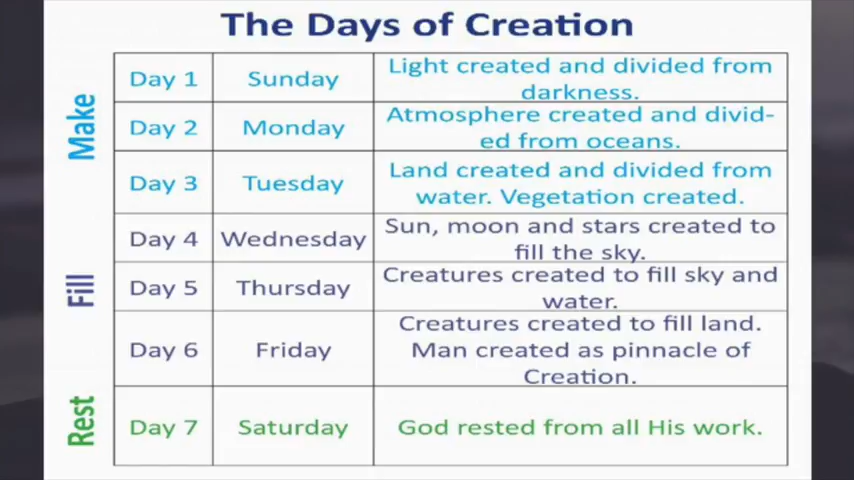 The Days of Creation
Make
Day 1 Sunday Light created and divided from
darkness.
Day 2 Monday Atmosphere created and divid-
ed from oceans.
Day 3 Tuesday Land created and divided from
water. Vegetation created.
Fill
Day 4 Wednesday Sun, moon and stars created to
fill the sky.
Day 5 Thursday Creatures created to fill sky and
water.
Day 6 Friday Creatures created to fill land.
Man created as pinnacle of
Creation.
Rest
Day 7 Saturday God rested from all His work.